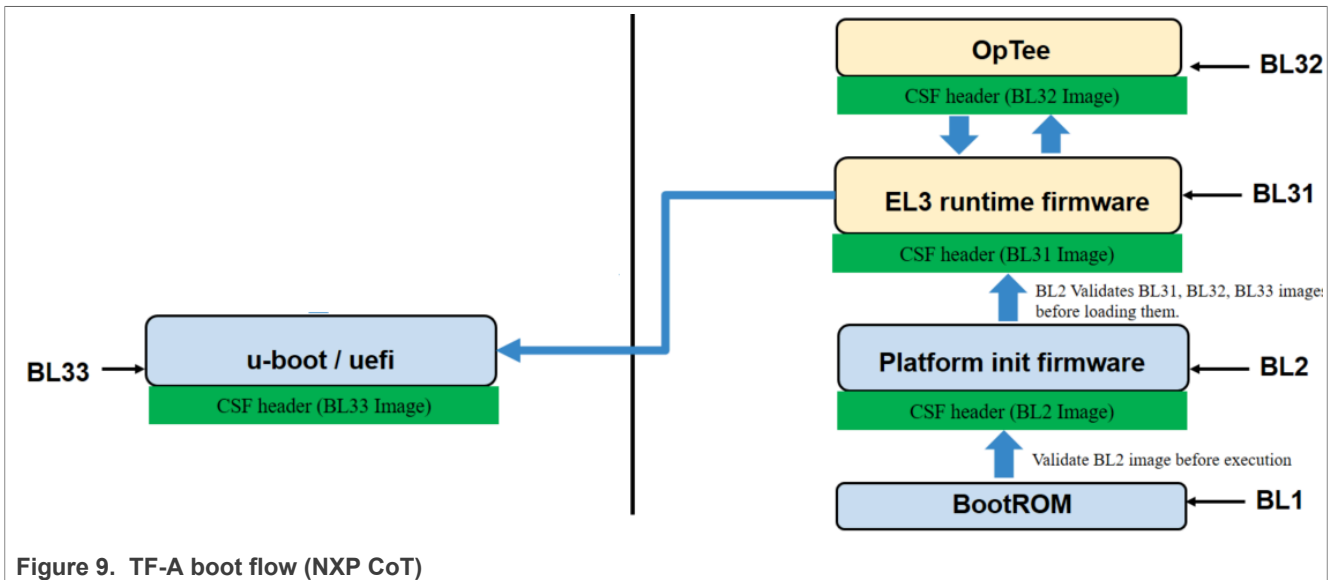 OpTee
BL32
CSF header (BL32 Image)
EL3 runtime firmware
BL31
CSF header (BL31 Image)
BL2 Validates BL31, BL32, BL33 images
before loading them.
u-boot / uefi
BL33
CSF header (BL33 Image)
Platform init firmware
BL2
CSF header (BL2 Image)
Validate BL2 image before execution
BootROM
BL1
Figure 9. TF-A boot flow (NXP CoT)